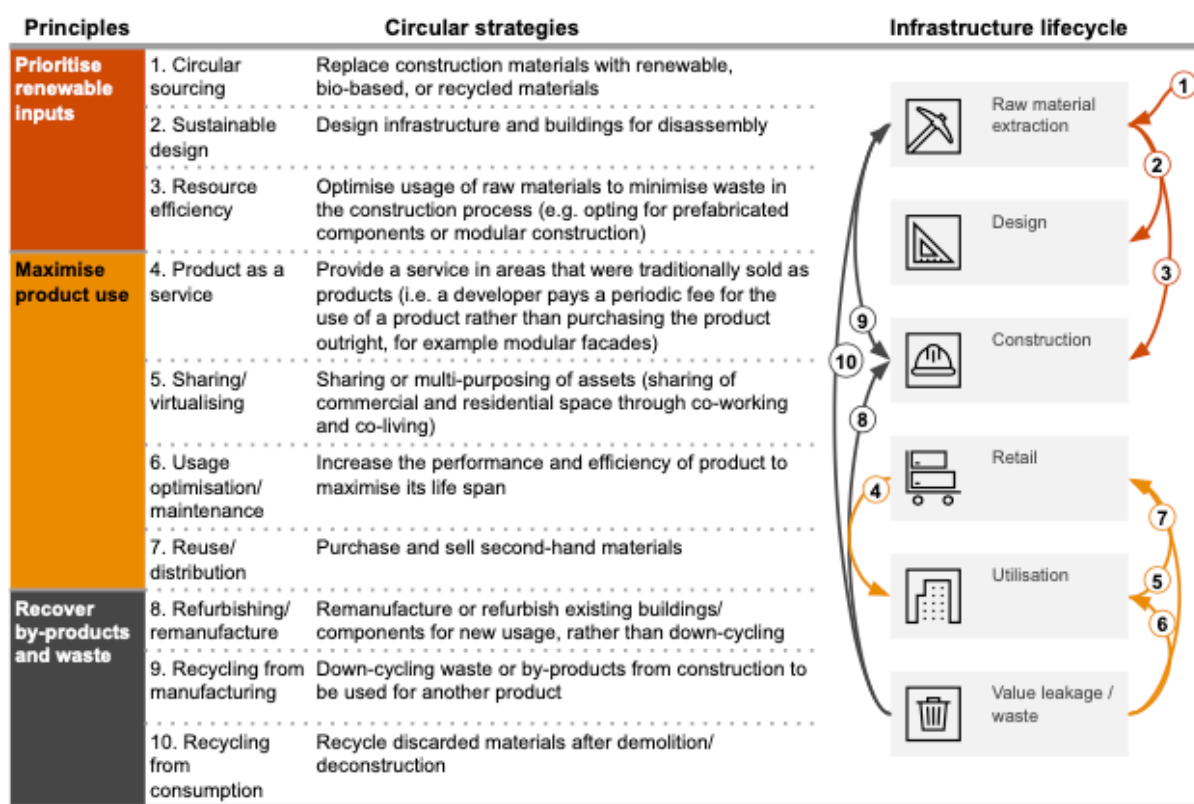 Principles
Circular strategies
Infrastructure lifecycle
Prioritise
renewable
inputs
1. Circular
sourcing
Replace construction materials with renewable,
bio-based, or recycled materials
2. Sustainable
design
Design infrastructure and buildings for disassembly
3. Resource
efficiency
Optimise usage of raw materials to minimise waste in
the construction process (e.g. opting for prefabricated
components or modular construction)
Maximise
product use
4. Product as a
service
Provide a service in areas that were traditionally sold as
products (i.e. a developer pays a periodic fee for the
use of a product rather than purchasing the product
outright, for example modular facades)
5. Sharing/
virtualising
Sharing or multi-purposing of assets (sharing of
commercial and residential space through co-working
and co-living)
6. Usage
optimisation/
maintenance
Increase the performance and efficiency of product to
maximise its life span
7. Reuse/
distribution
Purchase and sell second-hand materials
Recover
by-products
and waste
8. Refurbishing/
remanufacture
Remanufacture or refurbish existing buildings/
components for new usage, rather than down-cycling
9. Recycling from
manufacturing
Down-cycling waste or by-products from construction to
be used for another product
10. Recycling
from
consumption
Recycle discarded materials after demolition/
deconstruction
Raw material
extraction
Design
Construction
Retail
Utilisation
Value leakage /
waste
1
2
3
9
10
8
4
7
5
6